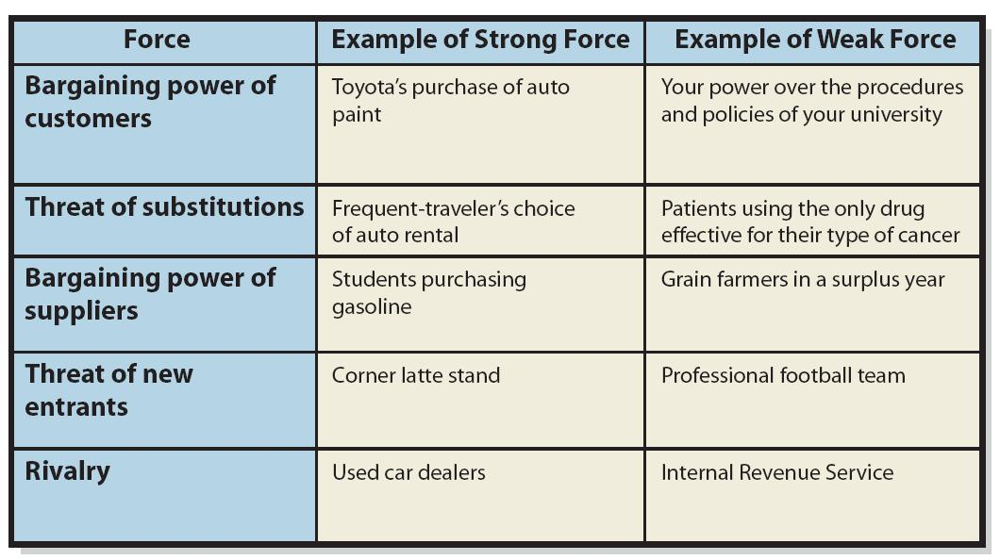 Force
Example of Strong Force
Example of Weak Force
Bargaining power of
customers
Toyota’s purchase of auto
paint
Your power over the procedures
and policies of your university
Threat of substitutions
Frequent-traveler’s choice
of auto rental
Patients using the only drug
effective for their type of cancer
Bargaining power of
suppliers
Students purchasing
gasoline
Grain farmers in a surplus year
Threat of new
entrants
Corner latte stand
Professional football team
Rivalry
Used car dealers
Internal Revenue Service